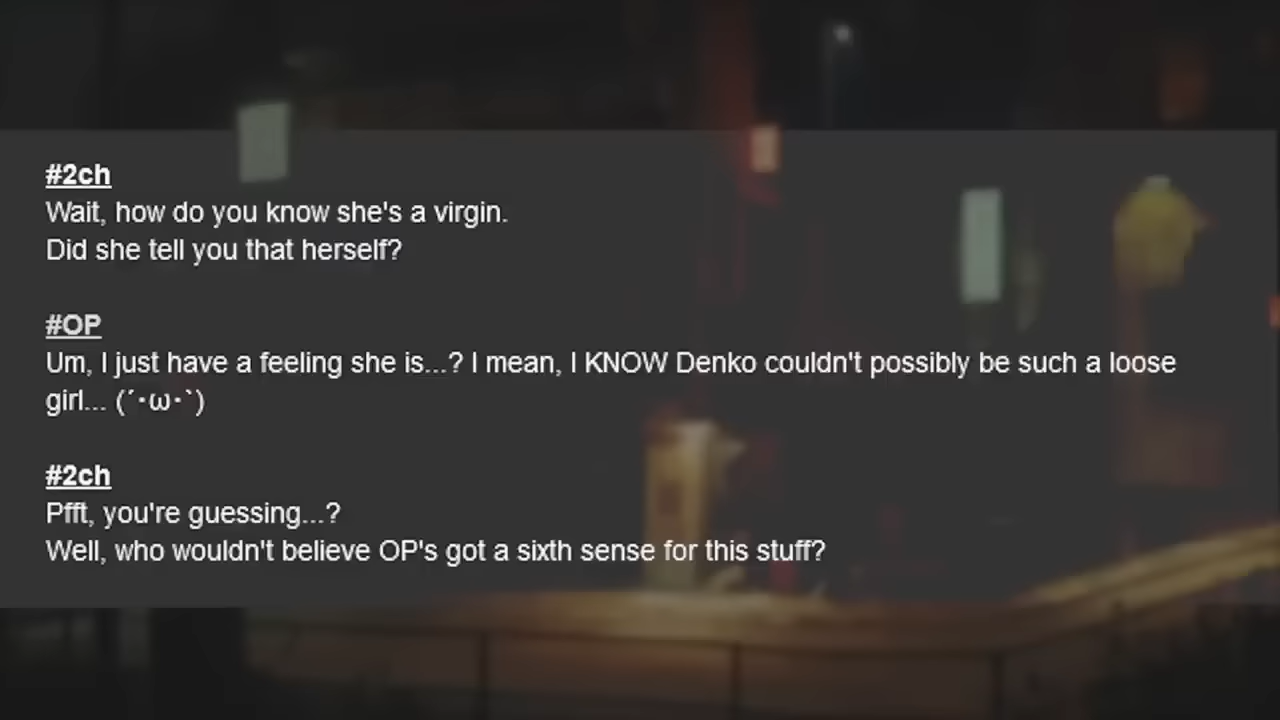 #2ch
Wait, how do you know she's a virgin.
Did she tell you that herself?
#OP
Um, I just have a feeling she is...? I mean, I KNOW Denko couldn't possibly be such a loose
girl... (´･ω･`)
#2ch
Pfft, you're guessing...?
Well, who wouldn't believe OP's got a sixth sense for this stuff?